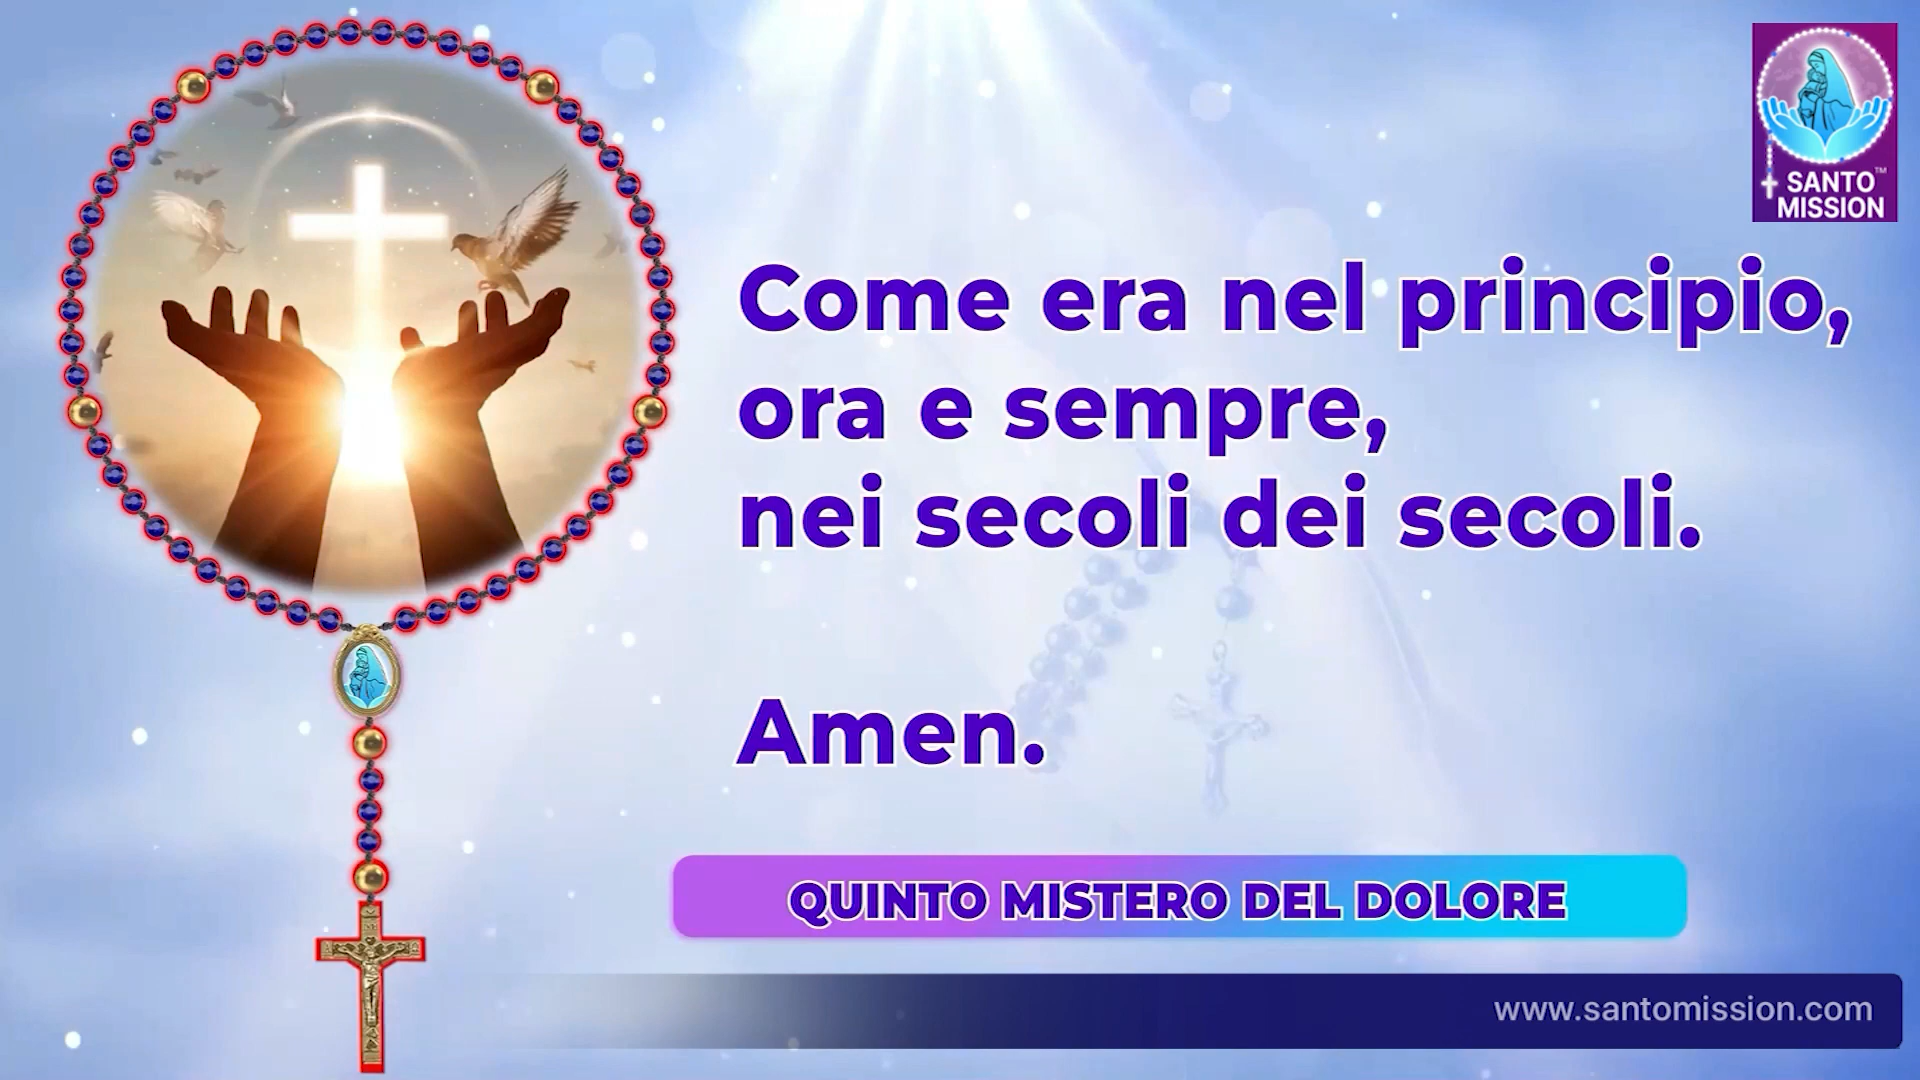 SANTO™
MISSION
Come era nel principio,
ora e sempre,
nei secoli dei secoli.
Amen.
QUINTO MISTERO DEL DOLORE
www.santomission.com